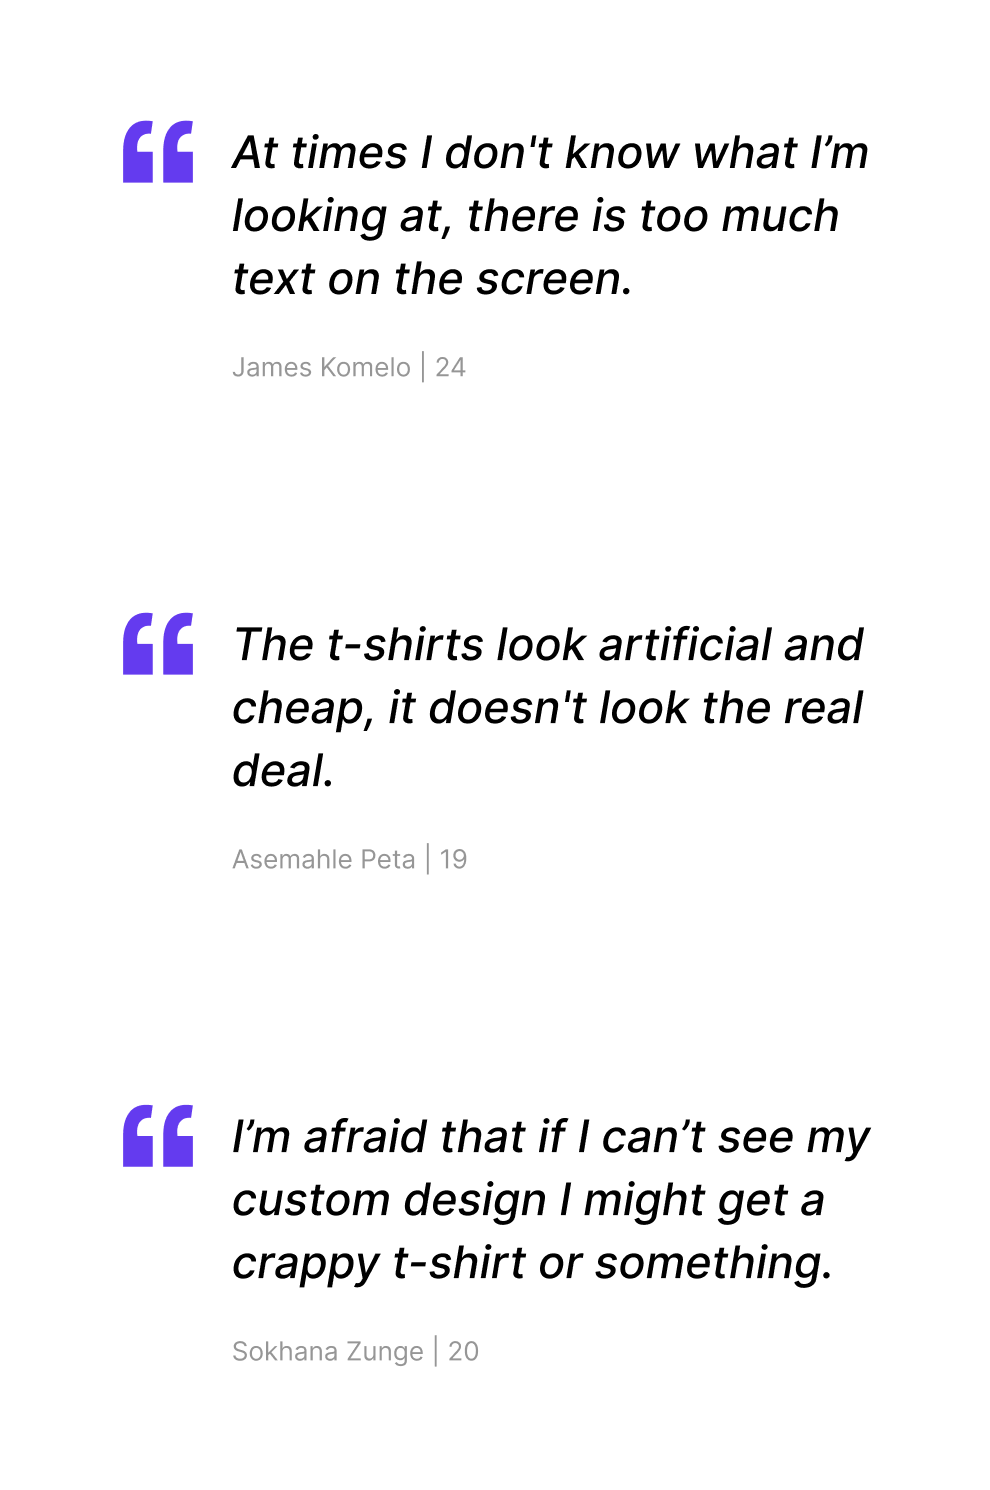 “ At times I don't know what I’m
looking at, there is too much
text on the screen.
James Komelo | 24
“ The t-shirts look artificial and
cheap, it doesn't look the real
deal.
Asemahle Peta | 19
“ I’m afraid that if I can’t see my
custom design I might get a
crappy t-shirt or something.
Sokhana Zunge | 20